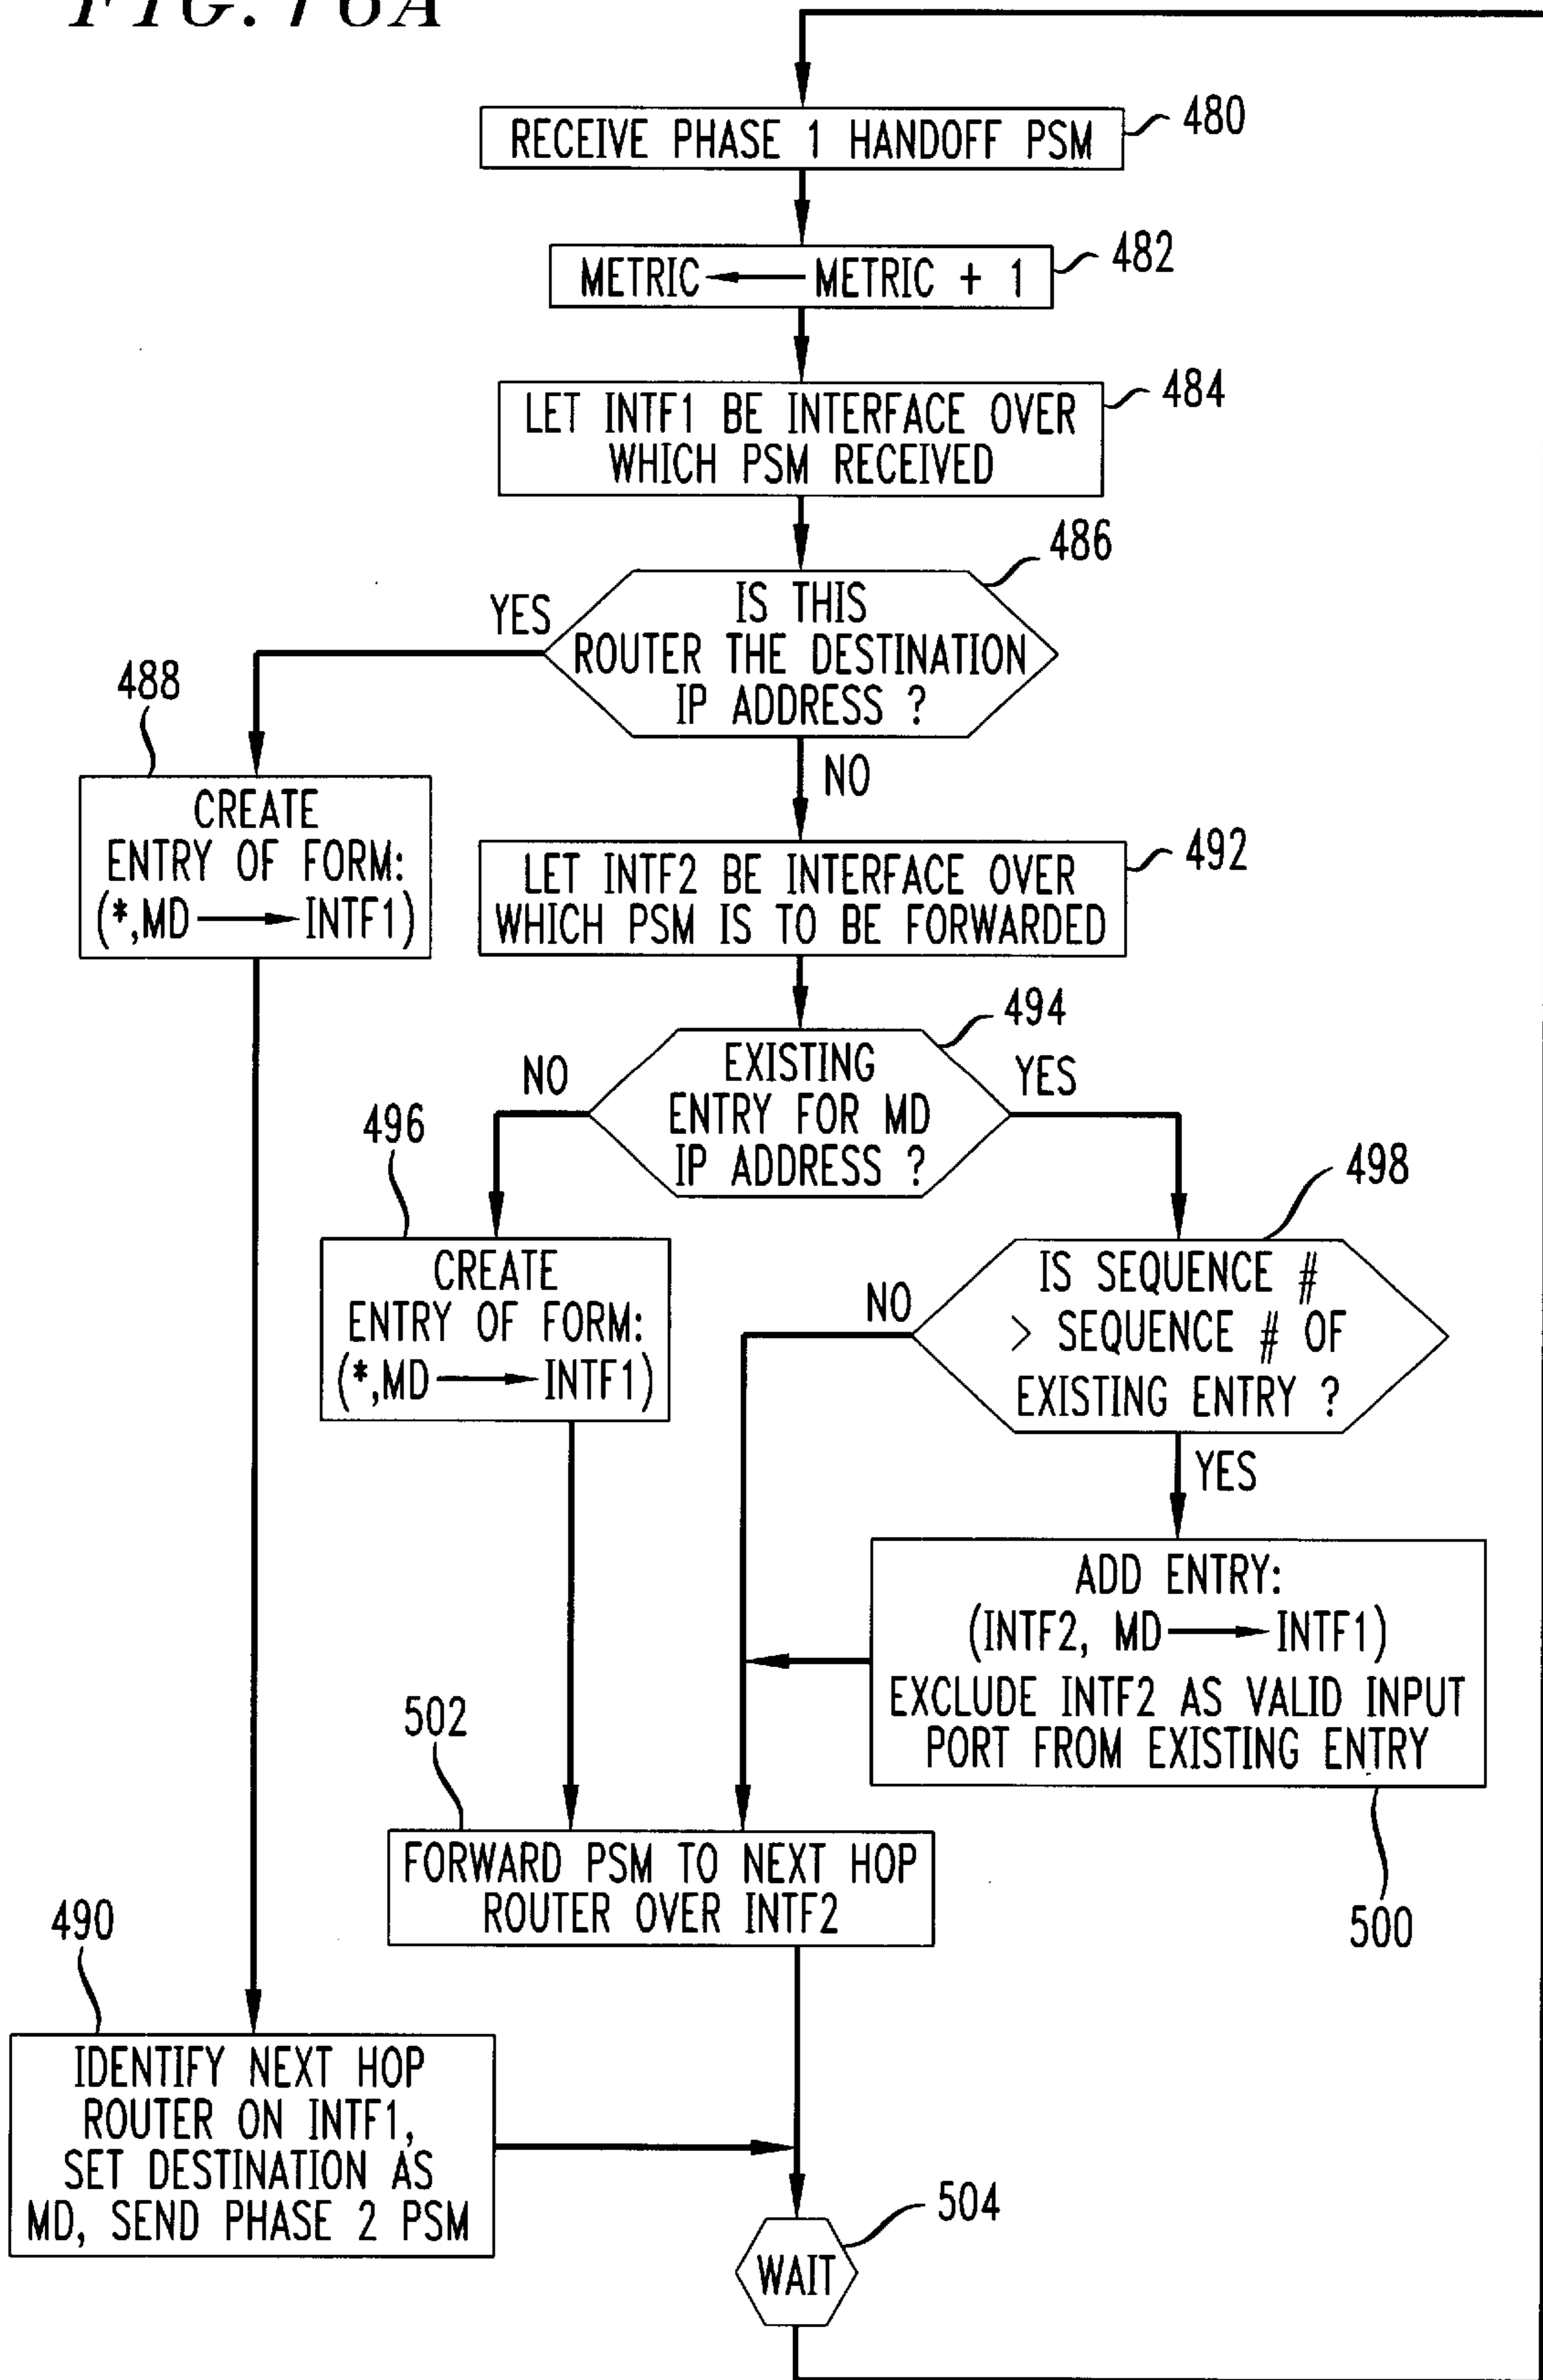 FIG. 16A
RECEIVE PHASE 1 HANDOFF PSM
480
METRIC ← METRIC + 1
482
LET INTF1 BE INTERFACE OVER
WHICH PSM RECEIVED
484
486
IS THIS
ROUTER THE DESTINATION
IP ADDRESS ?
YES
NO
488
CREATE
ENTRY OF FORM:
(*,MD → INTF1)
LET INTF2 BE INTERFACE OVER
WHICH PSM IS TO BE FORWARDED
492
494
EXISTING
ENTRY FOR MD
IP ADDRESS ?
NO
YES
496
CREATE
ENTRY OF FORM:
(*,MD → INTF1)
498
IS SEQUENCE #
> SEQUENCE # OF
EXISTING ENTRY ?
NO
YES
ADD ENTRY:
(INTF2, MD → INTF1)
EXCLUDE INTF2 AS VALID INPUT
PORT FROM EXISTING ENTRY
500
502
FORWARD PSM TO NEXT HOP
ROUTER OVER INTF2
490
IDENTIFY NEXT HOP
ROUTER ON INTF1,
SET DESTINATION AS
MD, SEND PHASE 2 PSM
504
WAIT